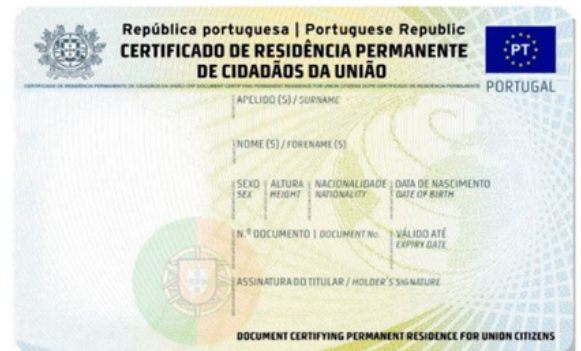 República portuguesa | Portuguese Republic
CERTIFICADO DE RESIDÊNCIA PERMANENTE
DE CIDADÃOS DA UNIÃO
PT
PORTUGAL
APELIDO (S) / SURNAME
NOME (S) / FORENAME (S)
SEXO ALTURA NACIONALIDADE DATA DE NASCIMENTO
SEX HEIGHT NATIONALITY DATE OF BIRTH
N.º DOCUMENTO | DOCUMENT No. VÁLIDO ATÉ
EXPIRY DATE
ASSINATURA DO TITULAR / HOLDER'S SIGNATURE
DOCUMENT CERTIFYING PERMANENT RESIDENCE FOR UNION CITIZENS